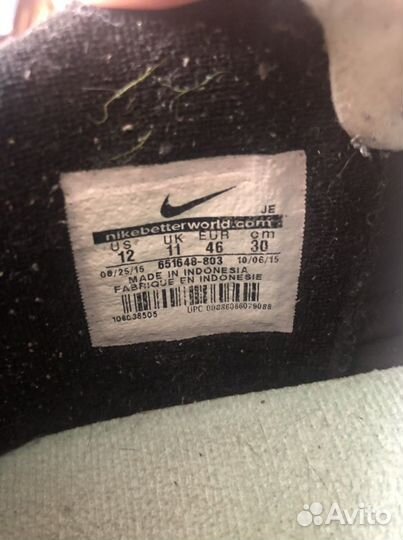 JE
nikebetterworld.com
US UK EUR cm
12 11 46 30
08/25/15 651648-803 10/06/15
MADE IN INDONESIA
FABRIQUE EN INDONESIE
106038505 UPC
Avito